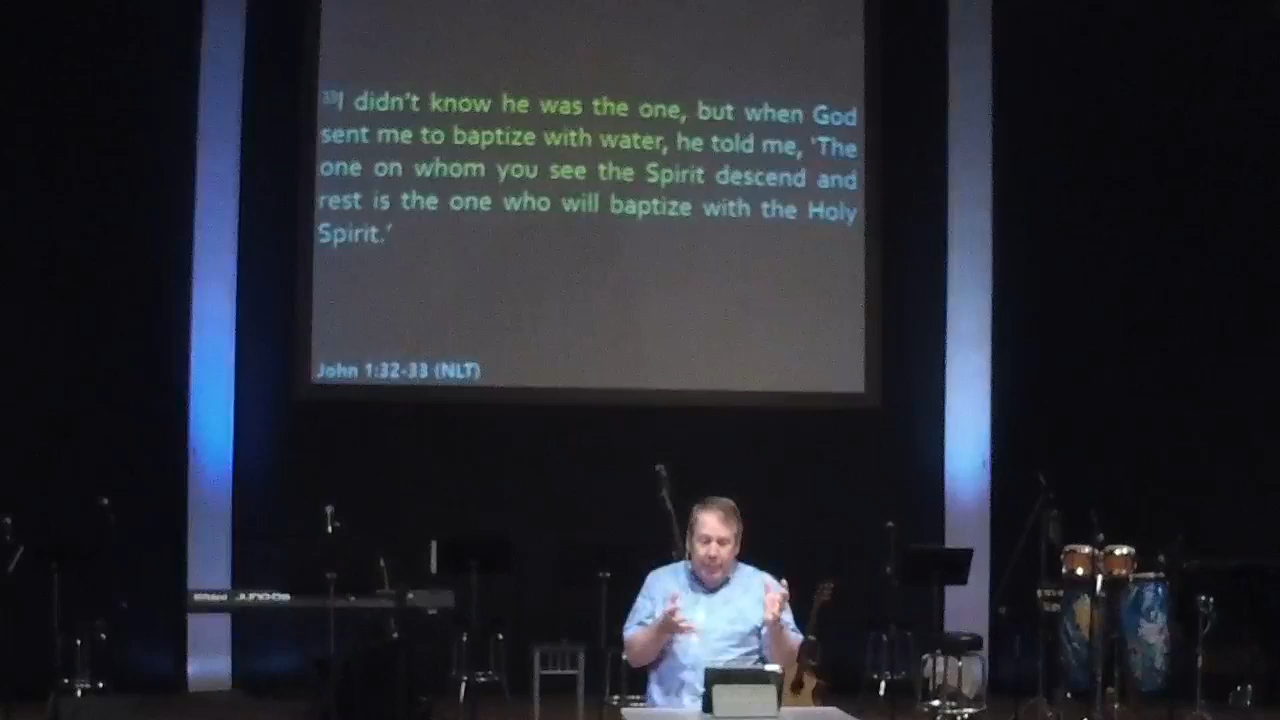 ³³I didn't know he was the one, but when God
sent me to baptize with water, he told me, 'The
one on whom you see the Spirit descend and
rest is the one who will baptize with the Holy
Spirit.'
John 1:32-33 (NLT)
JUNO-DS